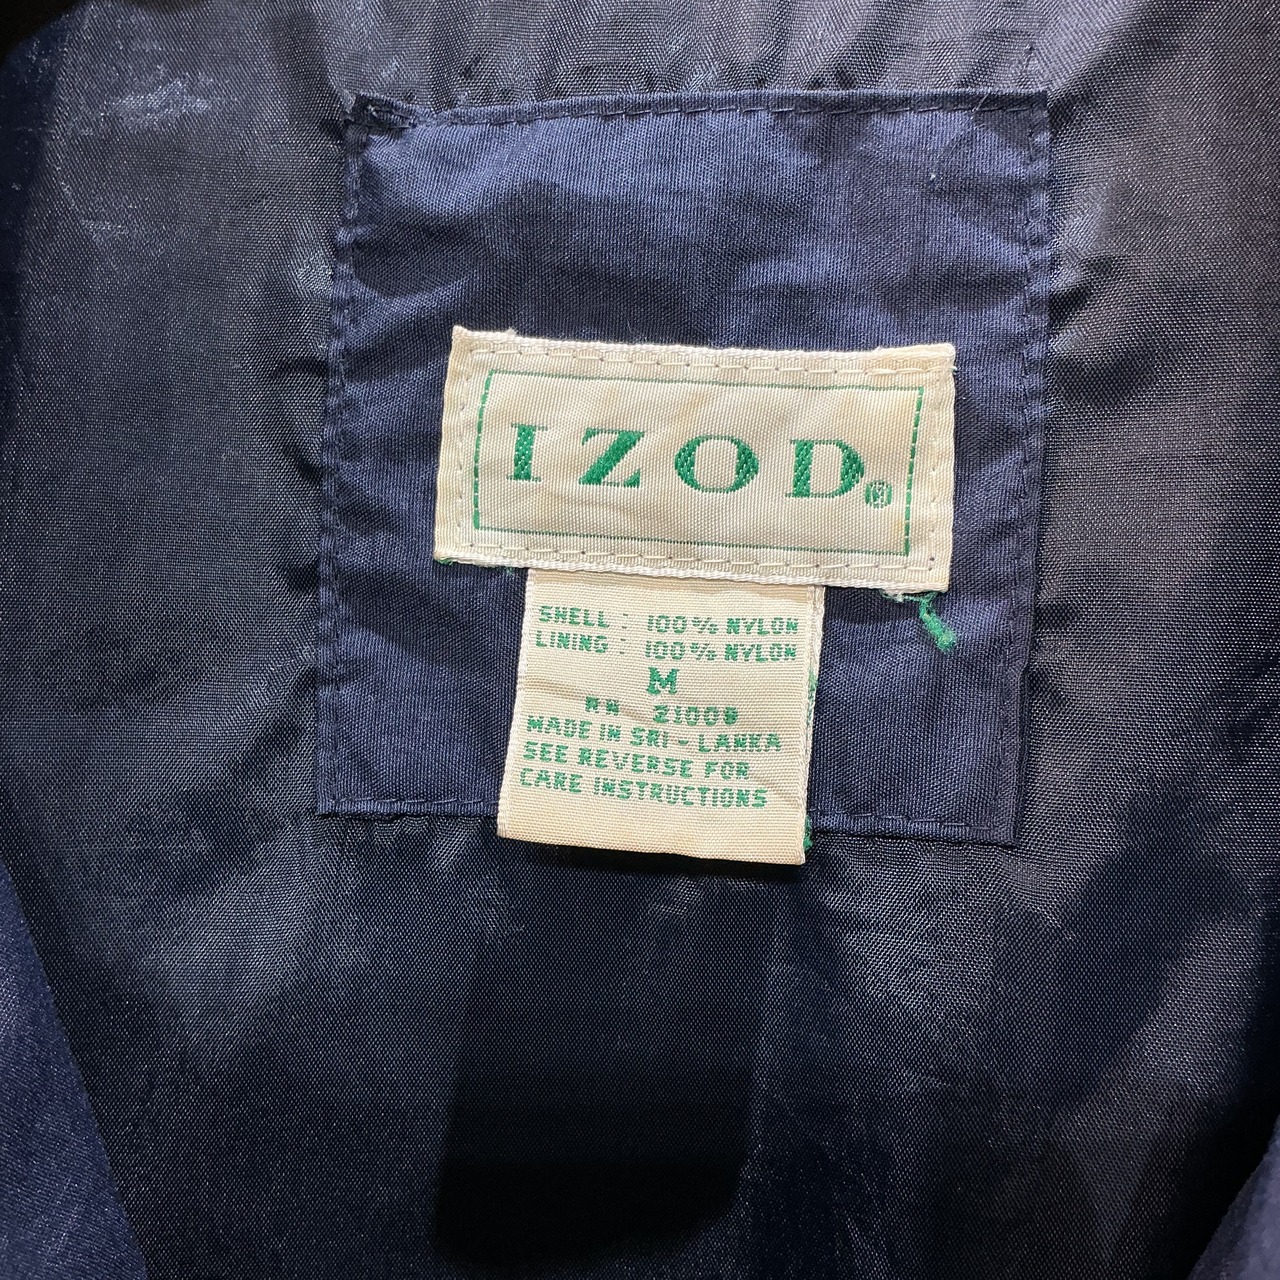 IZOD®
SHELL : 100% NYLON
LINING : 100% NYLON
M
RN 21008
MADE IN SRI - LANKA
SEE REVERSE FOR
CARE INSTRUCTIONS